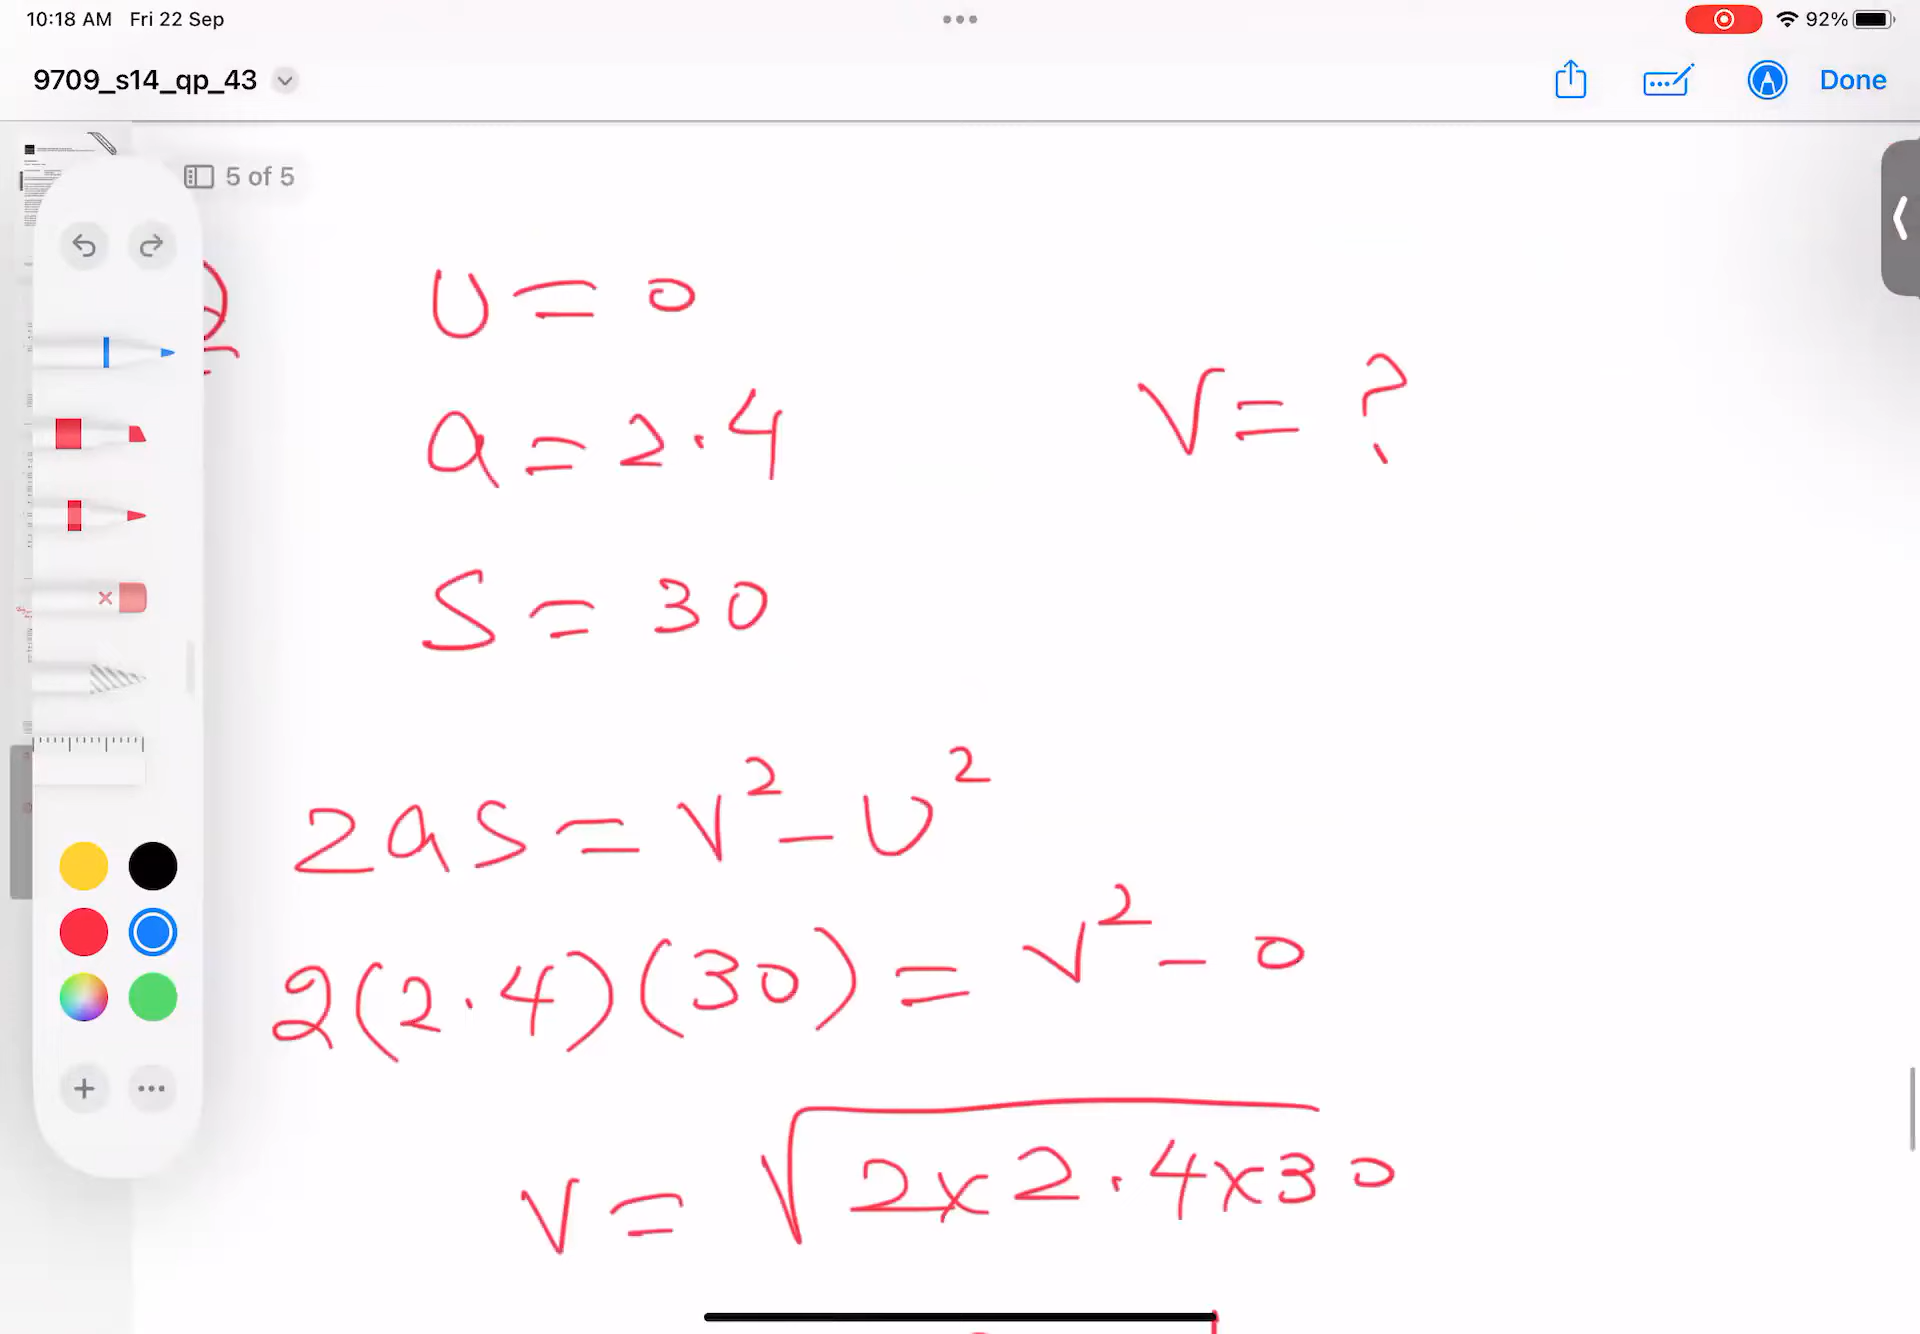 10:18 AM Fri 22 Sep
92%
9709_s14_qp_43
Done
5 of 5
U = 0
a = 2.4
V = ?
S = 30
2as = v² - U²
2(2.4)(30) = v² - 0
v = √2x2.4x30